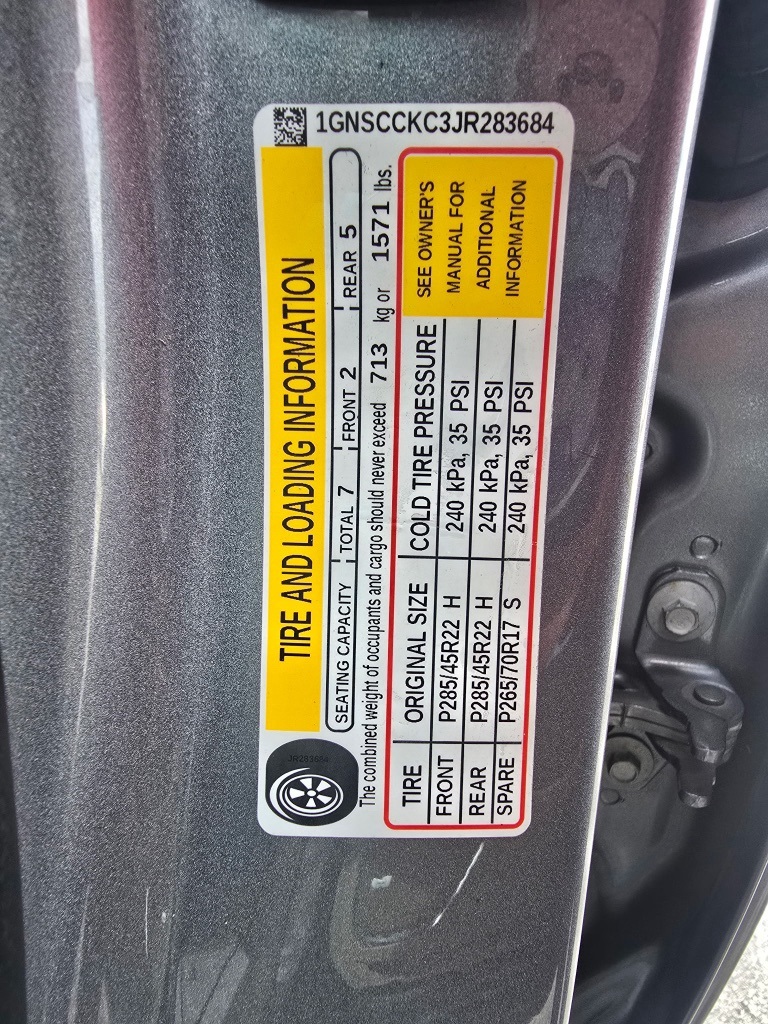 1GNSCCKC3JR283684
TIRE AND LOADING INFORMATION
SEATING CAPACITY TOTAL 7 FRONT 2 REAR 5
The combined weight of occupants and cargo should never exceed 713 kg or 1571 lbs.
TIRE ORIGINAL SIZE COLD TIRE PRESSURE
FRONT P285/45R22 H 240 kPa, 35 PSI
REAR P285/45R22 H 240 kPa, 35 PSI
SPARE P265/70R17 S 240 kPa, 35 PSI
SEE OWNER'S
MANUAL FOR
ADDITIONAL
INFORMATION
JR283684